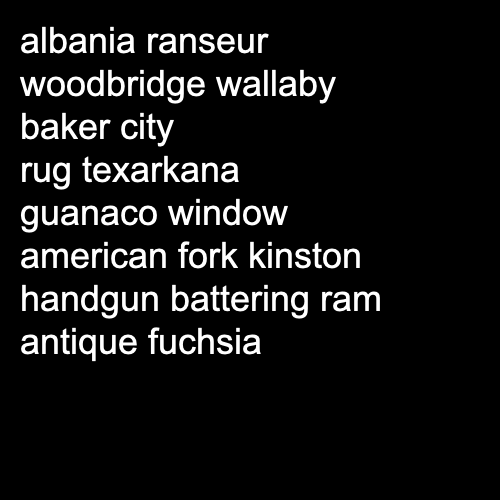 albania ranseur
woodbridge wallaby
baker city
rug texarkana
guanaco window
american fork kinston
handgun battering ram
antique fuchsia